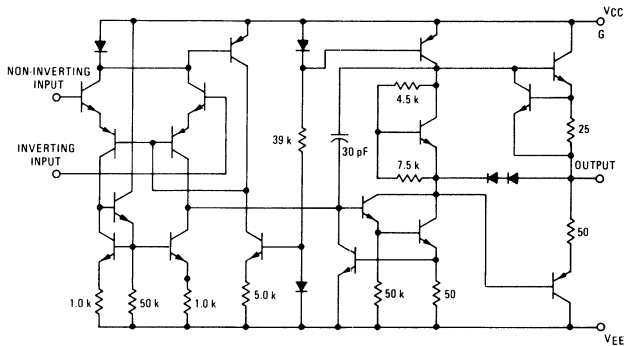 VCC
G
NON-INVERTING
INPUT
4.5 k
25
39 k
30 pF
INVERTING
INPUT
7.5 k
OUTPUT
50
1.0 k
50 k
1.0 k
5.0 k
50 k
50
VEE